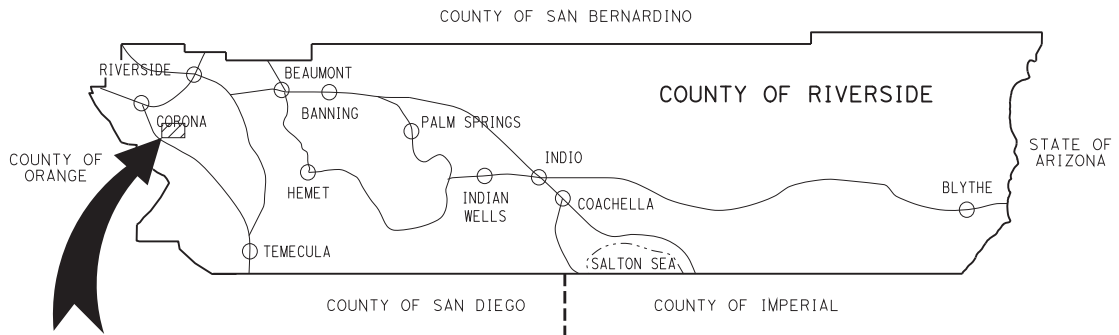 COUNTY OF SAN BERNARDINO
RIVERSIDE
BEAUMONT
BANNING
COUNTY OF RIVERSIDE
CORONA
PALM SPRINGS
COUNTY OF
ORANGE
STATE OF
ARIZONA
INDIO
HEMET
INDIAN
WELLS
COACHELLA
BLYTHE
TEMECULA
SALTON SEA
COUNTY OF SAN DIEGO
COUNTY OF IMPERIAL